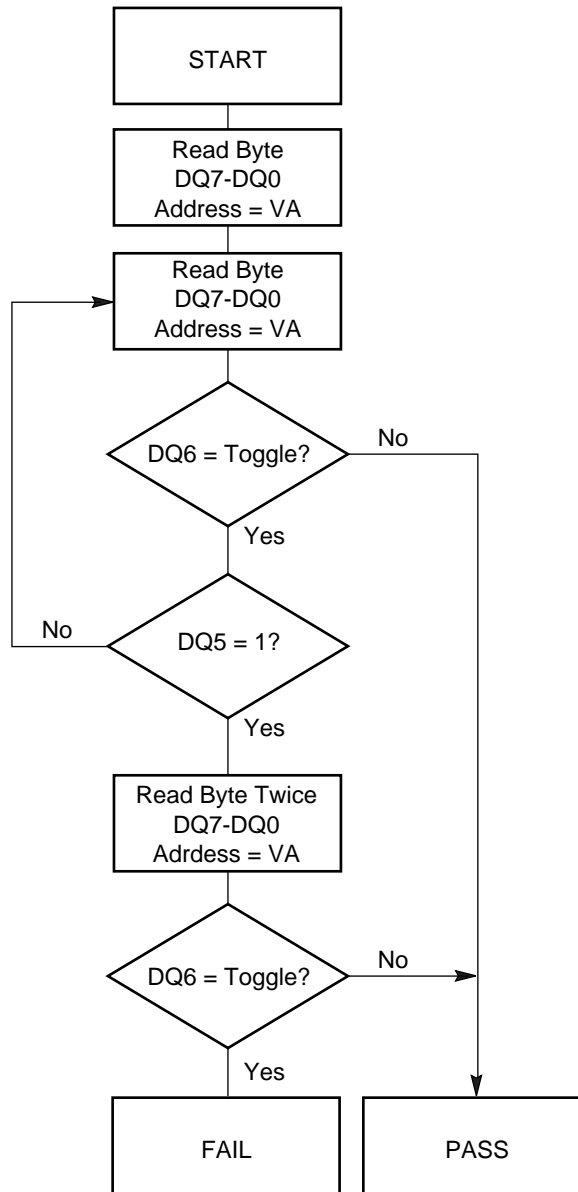 START
Read Byte
DQ7-DQ0
Address = VA
Read Byte
DQ7-DQ0
Address = VA
DQ6 = Toggle?
No
Yes
No
DQ5 = 1?
Yes
Read Byte Twice
DQ7-DQ0
Adrdess = VA
DQ6 = Toggle?
No
Yes
FAIL
PASS